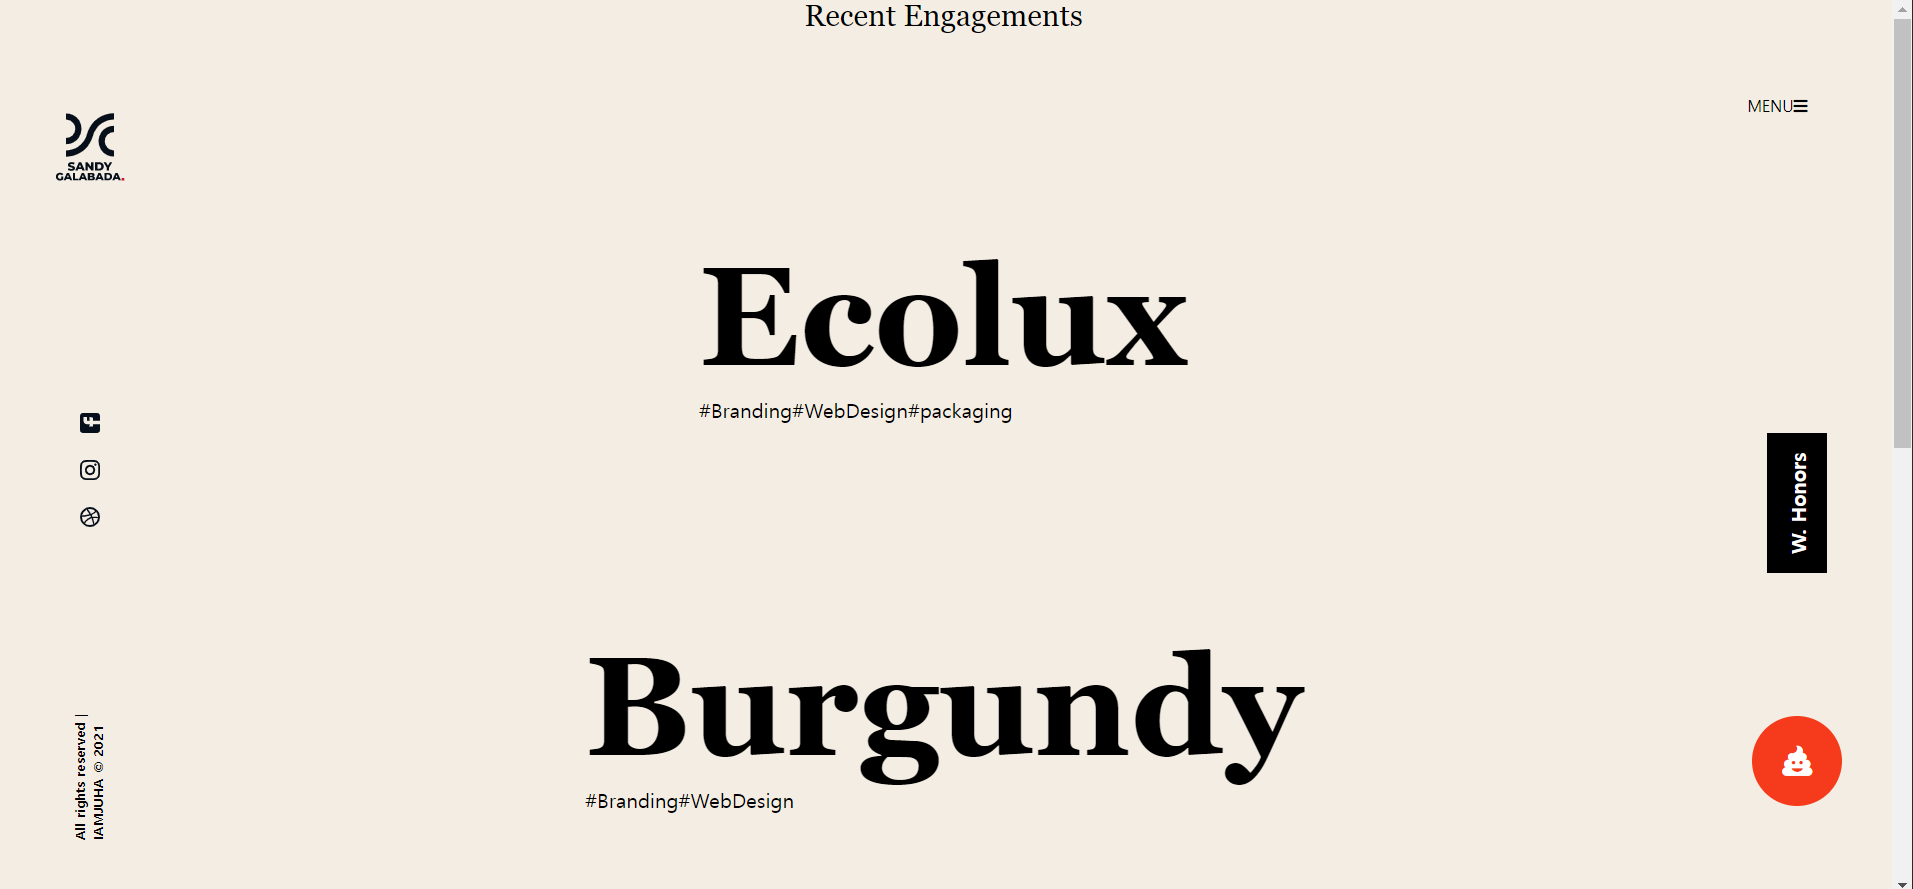 Recent Engagements
MENU
SANDY
GALABADA.
Ecolux
#Branding#WebDesign#packaging
W. Honors
Burgundy
#Branding#WebDesign
All rights reserved |
IAMJUHA © 2021